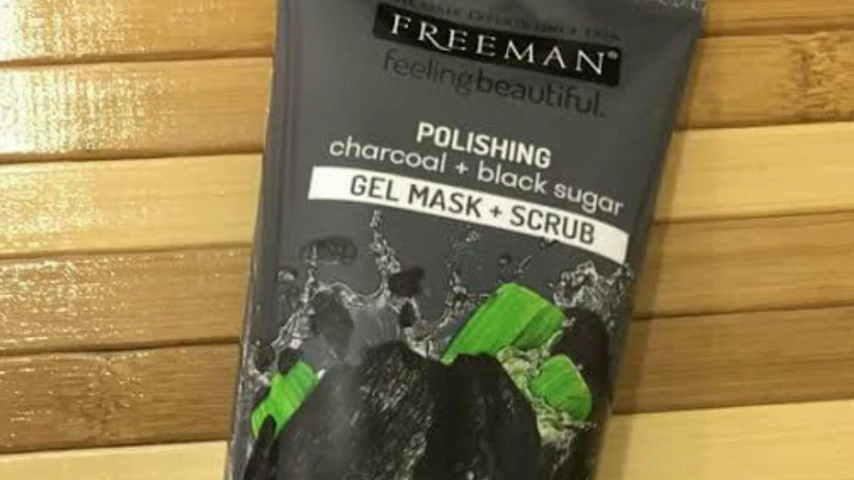 FREEMAN®
feelingbeautiful.
POLISHING
charcoal + black sugar
GEL MASK + SCRUB